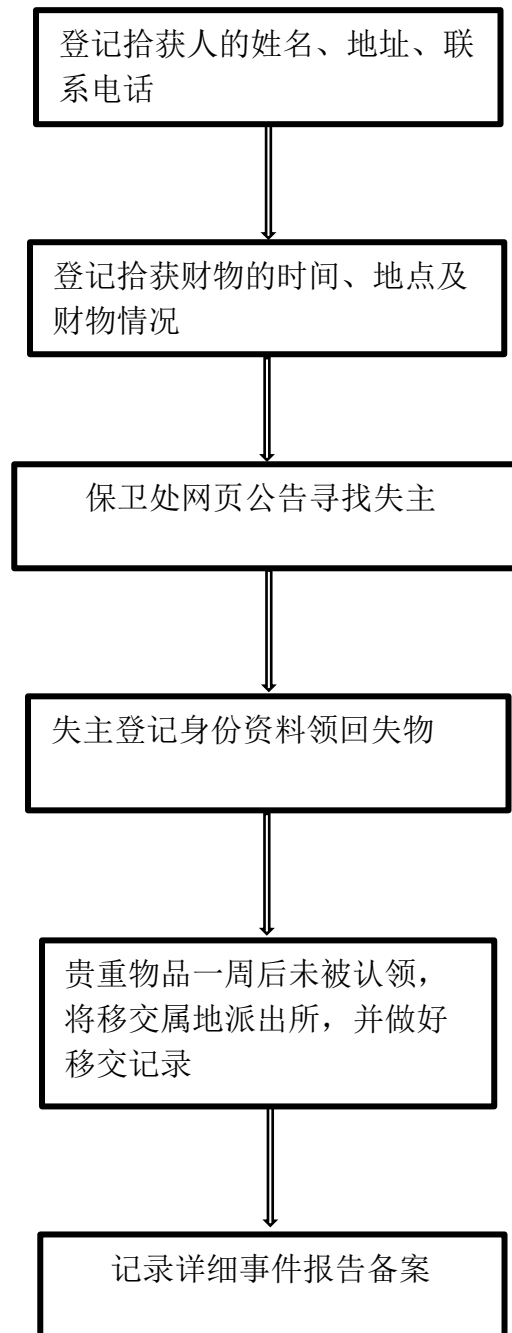 登记拾获人的姓名、地址、联
系电话
登记拾获财物的时间、地点及
财物情况
保卫处网页公告寻找失主
失主登记身份资料领回失物
贵重物品一周后未被认领，
将移交属地派出所，并做好
移交记录
记录详细事件报告备案